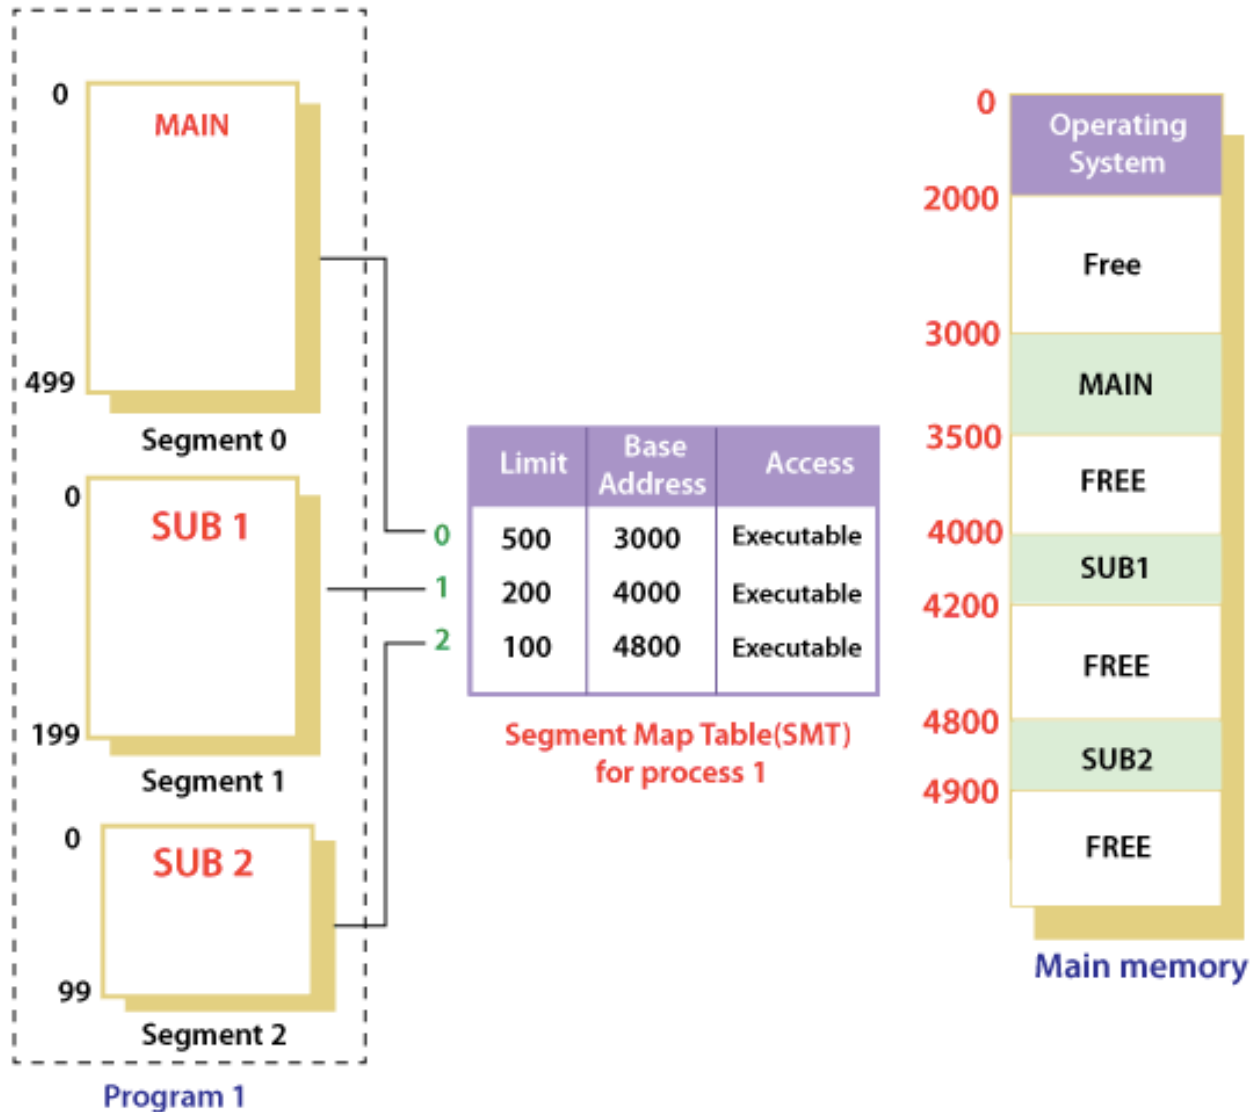 0
MAIN
499
Segment 0
0
SUB 1
199
Segment 1
0
SUB 2
99
Segment 2
Program 1
Limit Base Address Access
0 500 3000 Executable
1 200 4000 Executable
2 100 4800 Executable
Segment Map Table(SMT)
for process 1
0
Operating
System
2000
Free
3000
MAIN
3500
FREE
4000
SUB1
4200
FREE
4800
SUB2
4900
FREE
Main memory